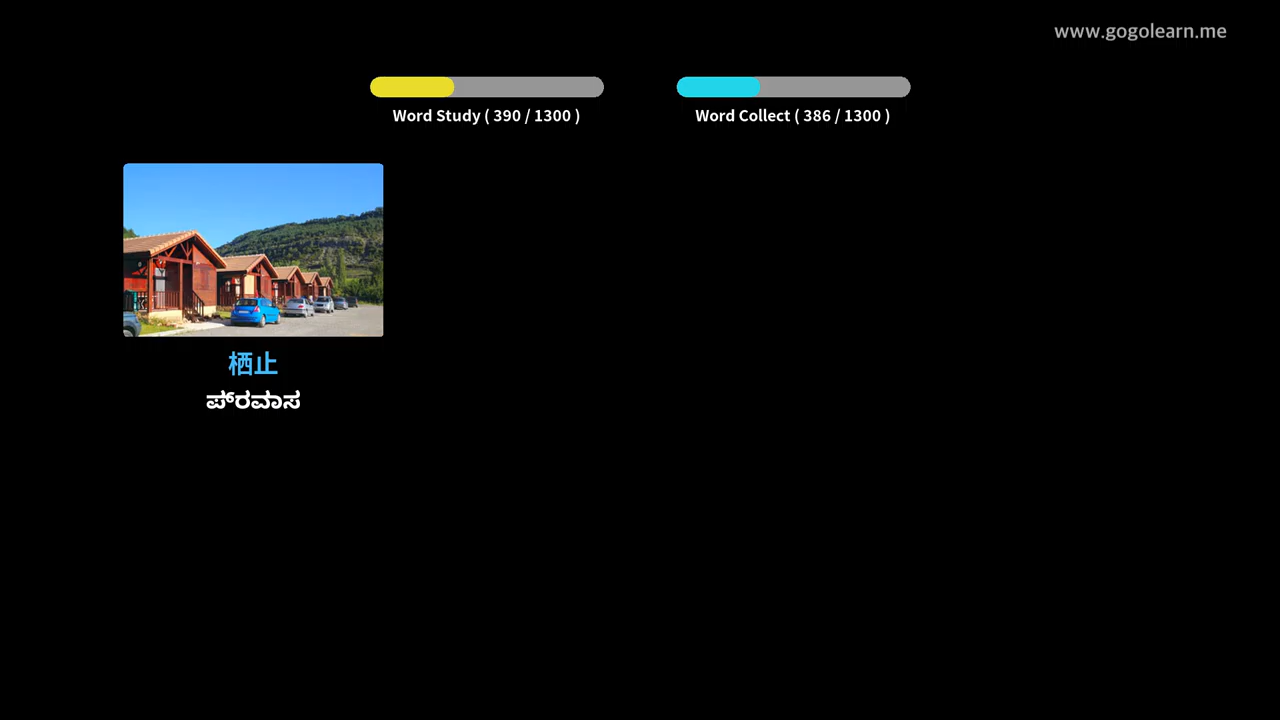 www.gogolearn.me
Word Study ( 390 / 1300 )
Word Collect ( 386 / 1300 )
栖止
ಪ್ರವಾಸ